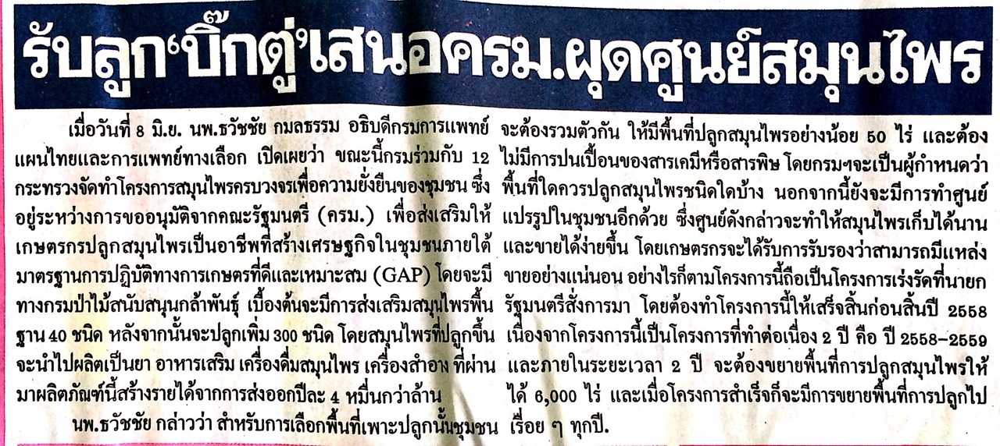 รับลูก‘บิ๊กตู่’เสนอครม.ผุดศูนย์สมุนไพร
เมื่อวันที่ 8 มิ.ย. นพ.ธวัชชัย กมลธรรม อธิบดีกรมการแพทย์
แผนไทยและการแพทย์ทางเลือก เปิดเผยว่า ขณะนี้กรมร่วมกับ 12
กระทรวงจัดทำโครงการสมุนไพรครบวงจรเพื่อความยั่งยืนของชุมชน ซึ่ง
อยู่ระหว่างการขออนุมัติจากคณะรัฐมนตรี (ครม.) เพื่อส่งเสริมให้
เกษตรกรปลูกสมุนไพรเป็นอาชีพที่สร้างเศรษฐกิจในชุมชนภายใต้
มาตรฐานการปฏิบัติทางการเกษตรที่ดีและเหมาะสม (GAP) โดยจะมี
ทางกรมป่าไม้สนับสนุนกล้าพันธุ์ เบื้องต้นจะมีการส่งเสริมสมุนไพรพื้น
ฐาน 40 ชนิด หลังจากนั้นจะปลูกเพิ่ม 300 ชนิด โดยสมุนไพรที่ปลูกขึ้น
จะนำไปผลิตเป็นยา อาหารเสริม เครื่องดื่มสมุนไพร เครื่องสำอาง ที่ผ่าน
มาผลิตภัณฑ์นี้สร้างรายได้จากการส่งออกปีละ 4 หมื่นกว่าล้าน
นพ.ธวัชชัย กล่าวว่า สำหรับการเลือกพื้นที่เพาะปลูกนั้นชุมชน
จะต้องรวมตัวกัน ให้มีพื้นที่ปลูกสมุนไพรอย่างน้อย 50 ไร่ และต้อง
ไม่มีการปนเปื้อนของสารเคมีหรือสารพิษ โดยกรมฯจะเป็นผู้กำหนดว่า
พื้นที่ใดควรปลูกสมุนไพรชนิดใดบ้าง นอกจากนี้ยังจะมีการทำศูนย์
แปรรูปในชุมชนอีกด้วย ซึ่งศูนย์ดังกล่าวจะทำให้สมุนไพรเก็บได้นาน
และขายได้ง่ายขึ้น โดยเกษตรกรจะได้รับการรับรองว่าสามารถมีแหล่ง
ขายอย่างแน่นอน อย่างไรก็ตามโครงการนี้ถือเป็นโครงการเร่งรัดที่นายก
รัฐมนตรีสั่งการมา โดยต้องทำโครงการนี้ให้เสร็จสิ้นก่อนสิ้นปี 2558
เนื่องจากโครงการนี้เป็นโครงการที่ทำต่อเนื่อง 2 ปี คือ ปี 2558-2559
และภายในระยะเวลา 2 ปี จะต้องขยายพื้นที่การปลูกสมุนไพรให้
ได้ 6,000 ไร่ และเมื่อโครงการสำเร็จก็จะมีการขยายพื้นที่การปลูกไป
เรื่อย ๆ ทุกปี.